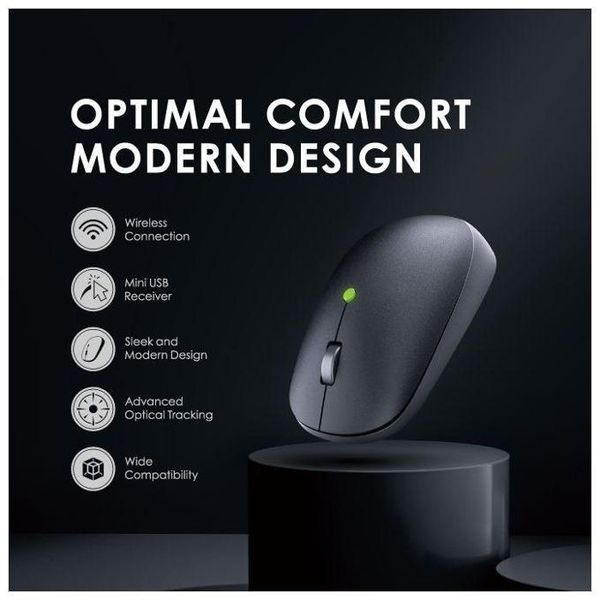 OPTIMAL COMFORT
MODERN DESIGN
Wireless
Connection
Mini USB
Receiver
Sleek and
Modern Design
Advanced
Optical Tracking
Wide
Compatibility